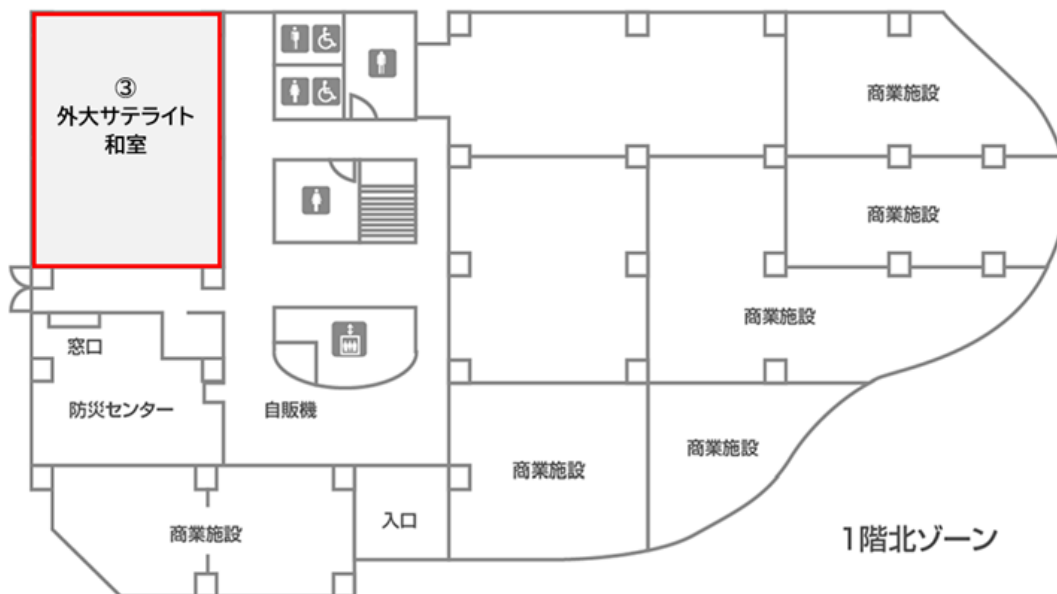 ③
外大サテライト
和室
商業施設
商業施設
商業施設
窓口
防災センター
自販機
商業施設
商業施設
商業施設
入口
1階北ゾーン